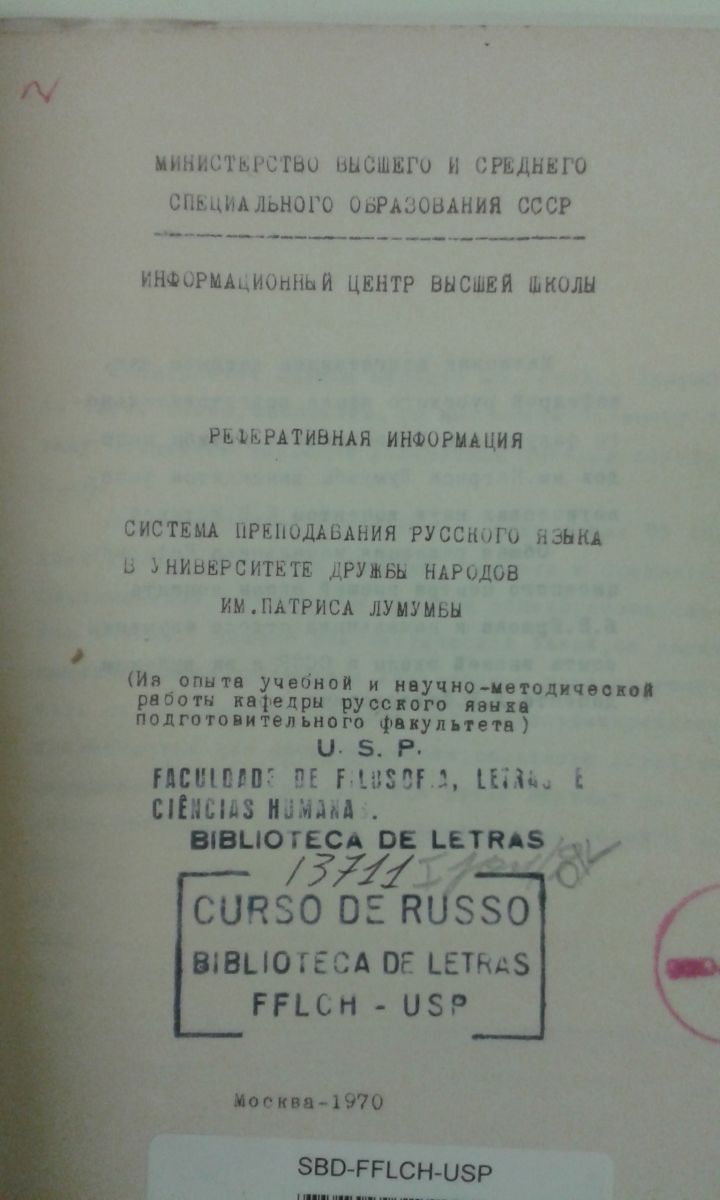 МИНИСТЕРСТВО ВЫСШЕГО И СРЕДНЕГО
СПЕЦИАЛЬНОГО ОБРАЗОВАНИЯ СССР
ИНФОРМАЦИОННЫЙ ЦЕНТР ВЫСШЕЙ ШКОЛЫ
РЕФЕРАТИВНАЯ ИНФОРМАЦИЯ
СИСТЕМА ПРЕПОДАВАНИЯ РУССКОГО ЯЗЫКА
В УНИВЕРСИТЕТЕ ДРУЖБЫ НАРОДОВ
ИМ.ПАТРИСА ЛУМУМБЫ
(Из опыта учебной и научно-методической
работы кафедры русского языка
подготовительного факультета)
U. S. P.
FACULDADE DE FILOSOFIA, LETRAS E
CIÊNCIAS HUMANAS.
BIBLIOTECA DE LETRAS
13711
CURSO DE RUSSO
BIBLIOTECA DE LETRAS
FFLCH - USP
Москва-1970
SBD-FFLCH-USP